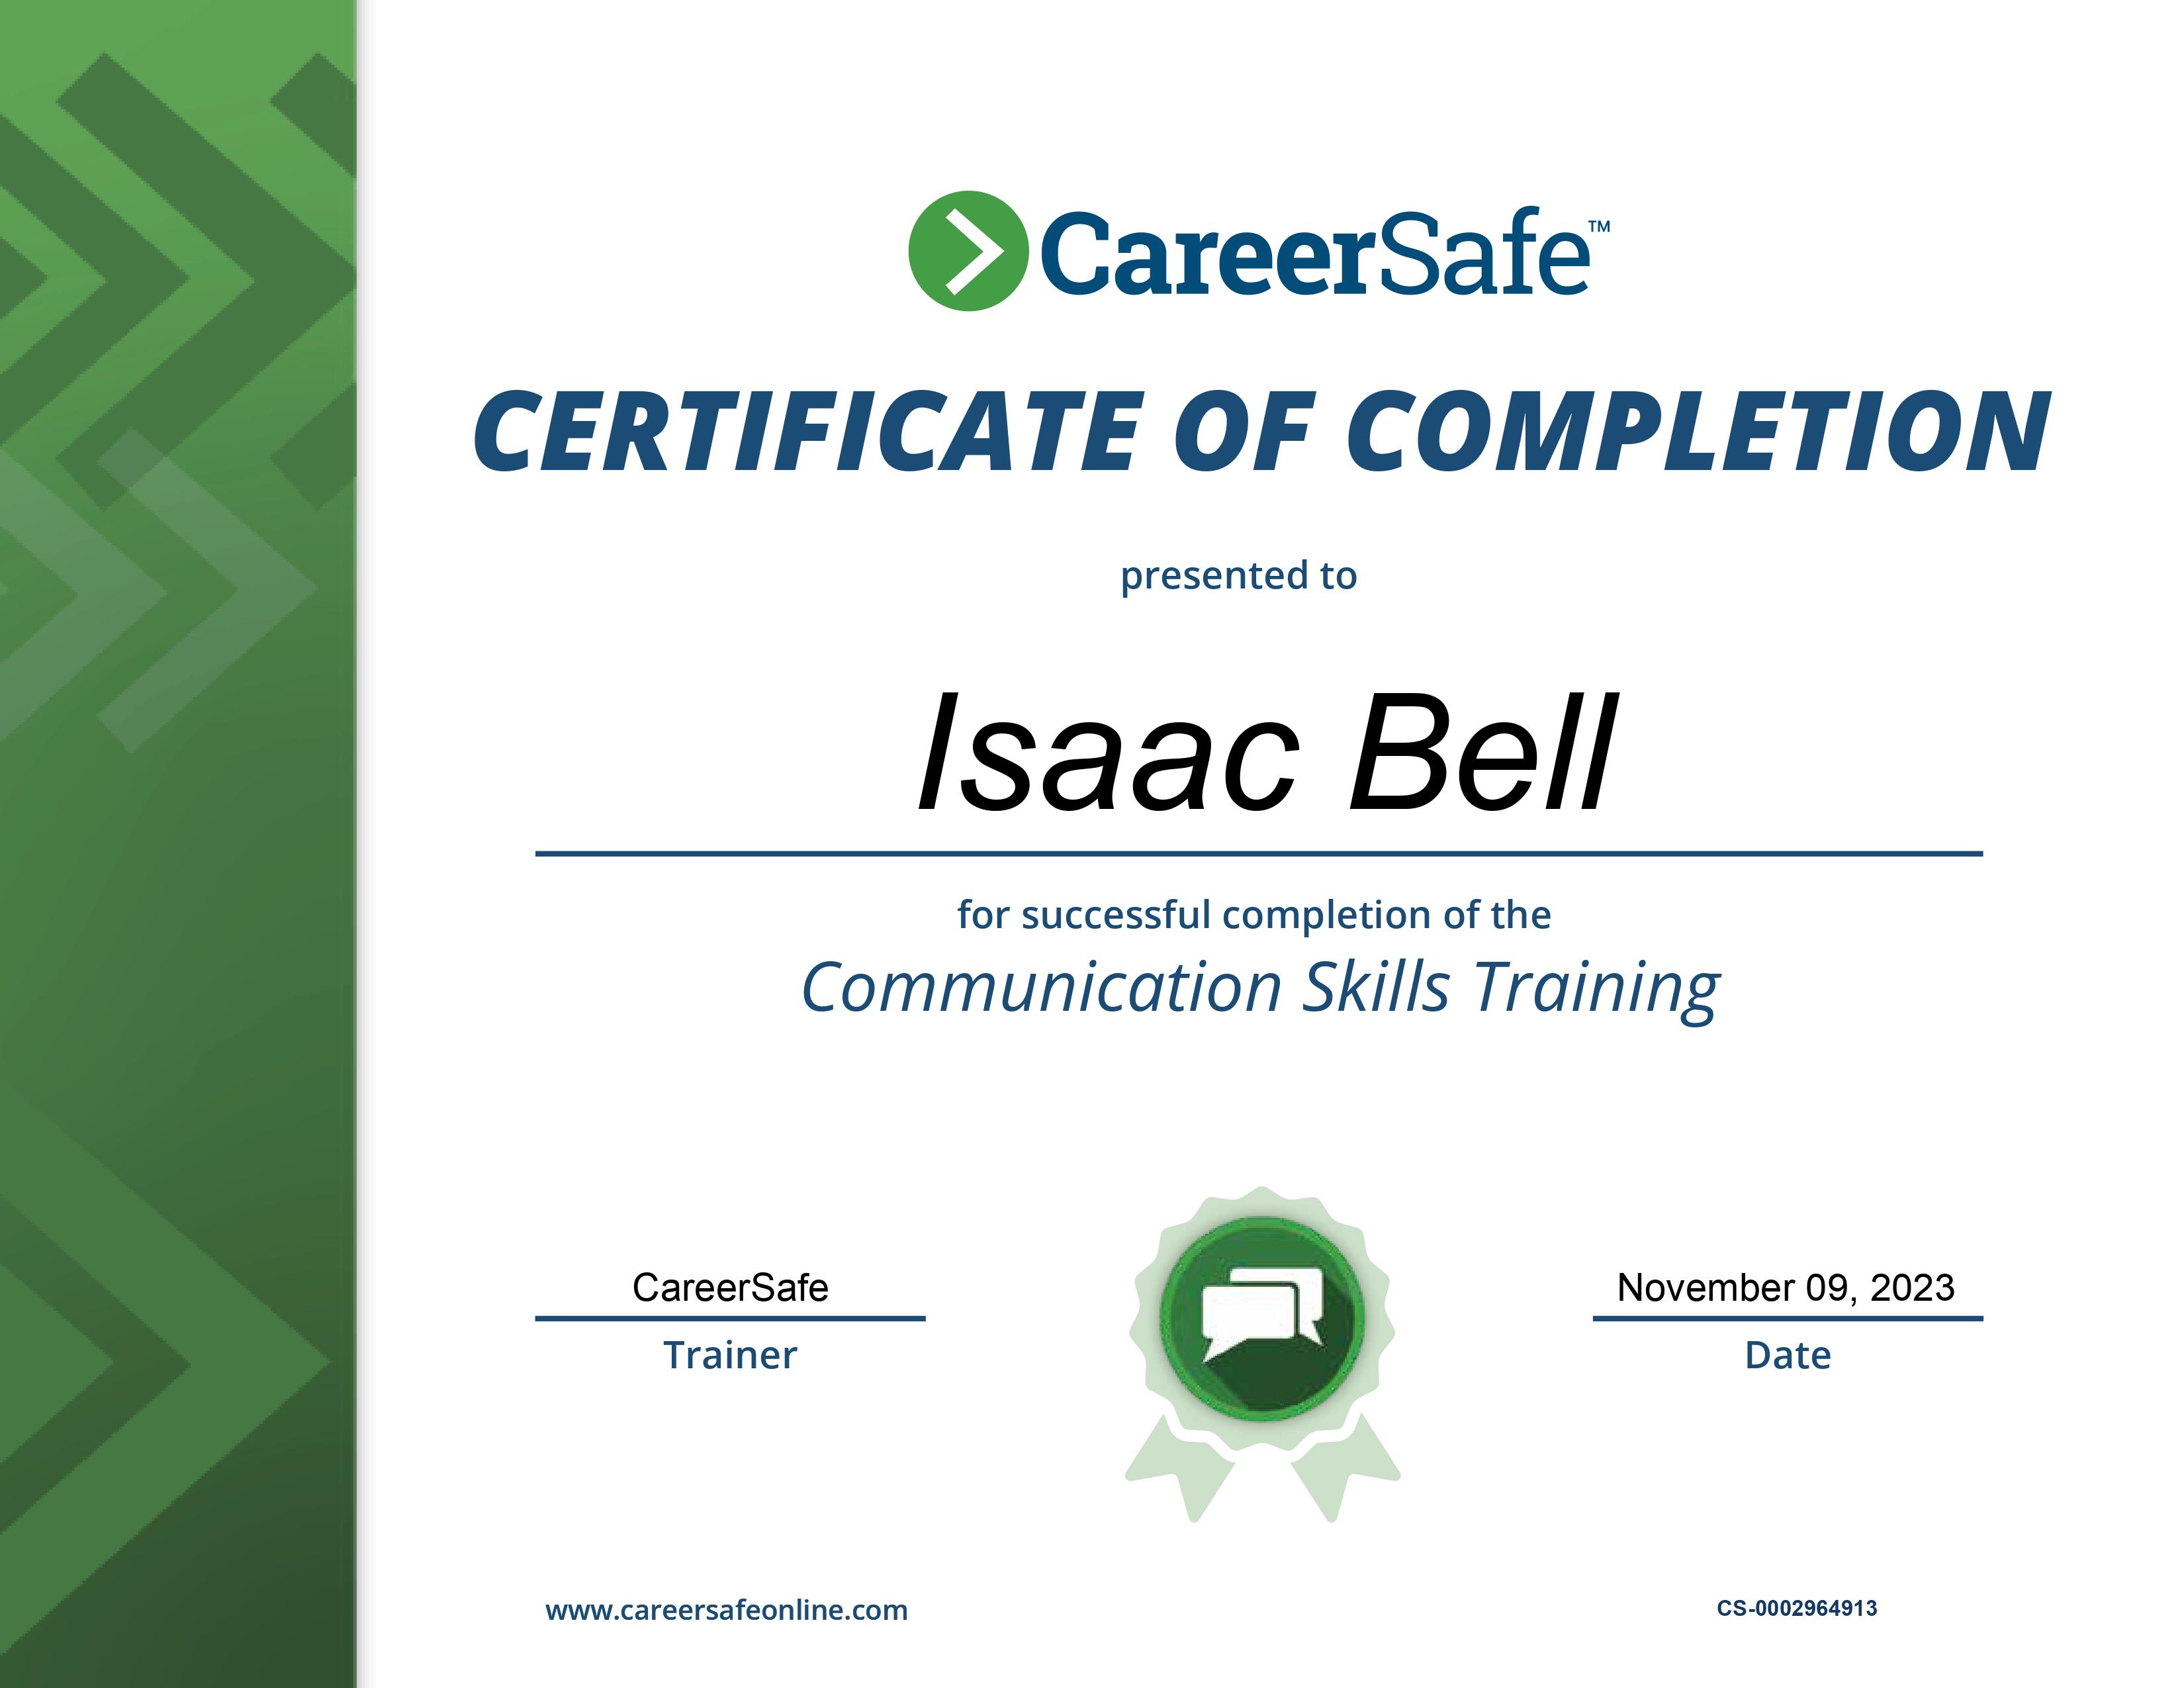 CareerSafe™
CERTIFICATE OF COMPLETION
presented to
Isaac Bell
for successful completion of the
Communication Skills Training
CareerSafe
Trainer
November 09, 2023
Date
www.careersafeonline.com
CS-0002964913